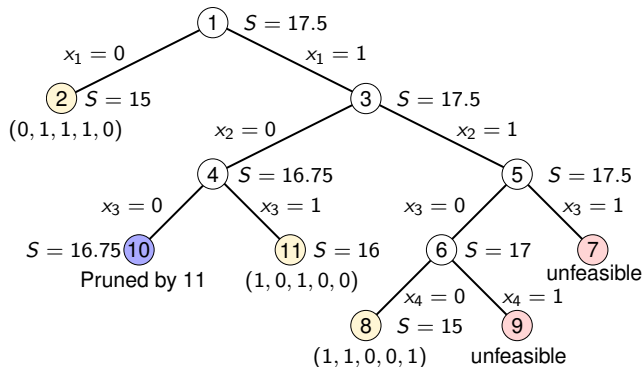 1 S = 17.5
x₁ = 0 x₁ = 1
2 S = 15 3 S = 17.5
(0, 1, 1, 1, 0) x₂ = 0 x₂ = 1
4 S = 16.75 5 S = 17.5
x₃ = 0 x₃ = 1 x₃ = 0 x₃ = 1
S = 16.75 10 11 S = 16 6 S = 17 7
Pruned by 11 (1, 0, 1, 0, 0) unfeasible
x₄ = 0 x₄ = 1
8 S = 15 9
(1, 1, 0, 0, 1) unfeasible